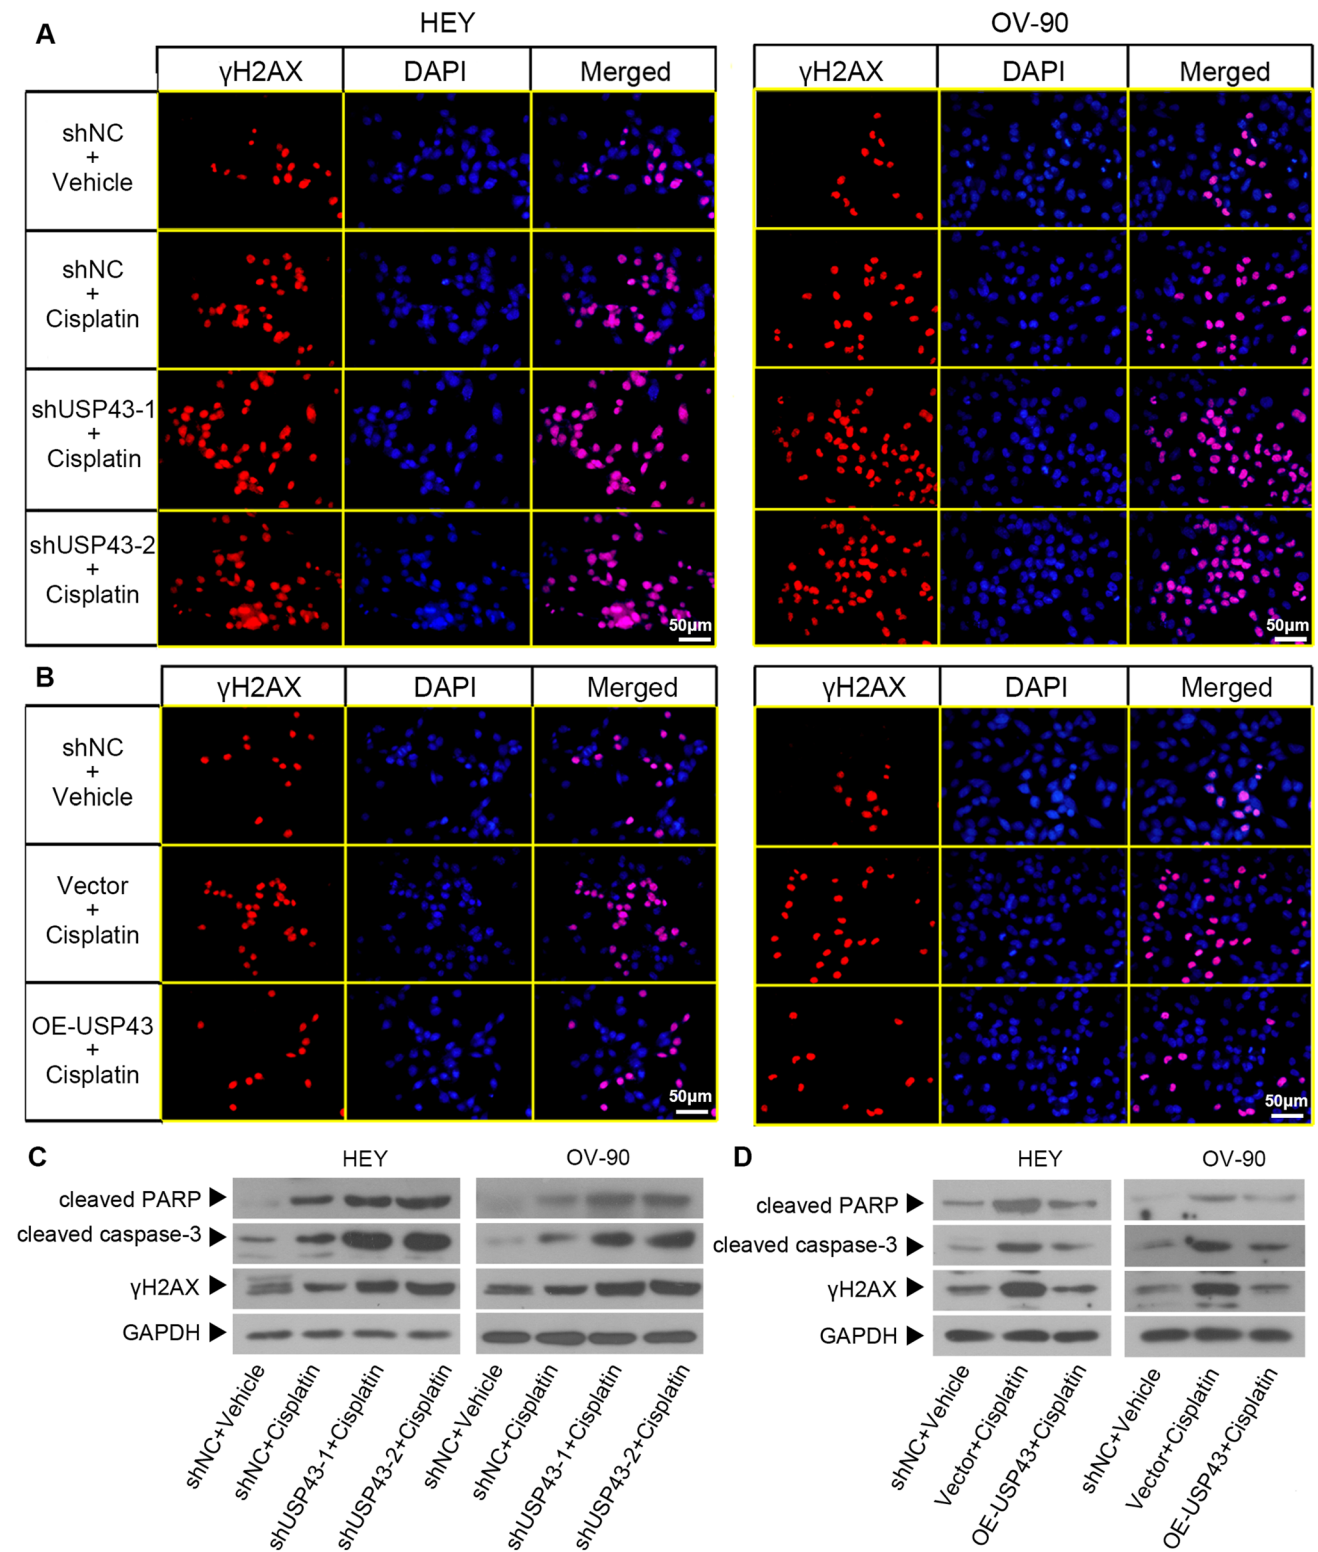 A
HEY
OV-90
γH2AX DAPI Merged
γH2AX DAPI Merged
shNC
+
Vehicle
shNC
+
Cisplatin
shUSP43-1
+
Cisplatin
shUSP43-2
+
Cisplatin
50μm
50μm
B
γH2AX DAPI Merged
γH2AX DAPI Merged
shNC
+
Vehicle
Vector
+
Cisplatin
OE-USP43
+
Cisplatin
50μm
50μm
C
HEY
OV-90
cleaved PARP
cleaved caspase-3
γH2AX
GAPDH
shNC+Vehicle
shNC+Cisplatin
shUSP43-1+Cisplatin
shUSP43-2+Cisplatin
shNC+Vehicle
shNC+Cisplatin
shUSP43-1+Cisplatin
shUSP43-2+Cisplatin
D
HEY
OV-90
cleaved PARP
cleaved caspase-3
γH2AX
GAPDH
shNC+Vehicle
Vector+Cisplatin
OE-USP43+Cisplatin
shNC+Vehicle
Vector+Cisplatin
OE-USP43+Cisplatin